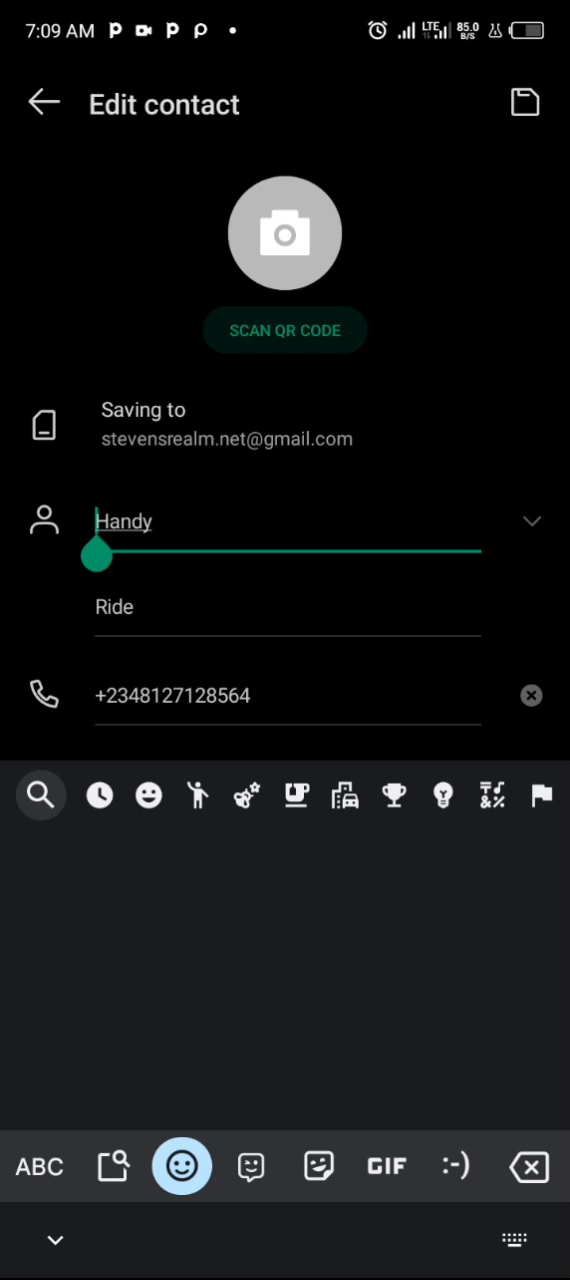 7:09 AM
LTE
85.0
B/S
Edit contact
SCAN QR CODE
Saving to
stevensrealm.net@gmail.com
Handy
Ride
+2348127128564
ABC
GIF
:-)